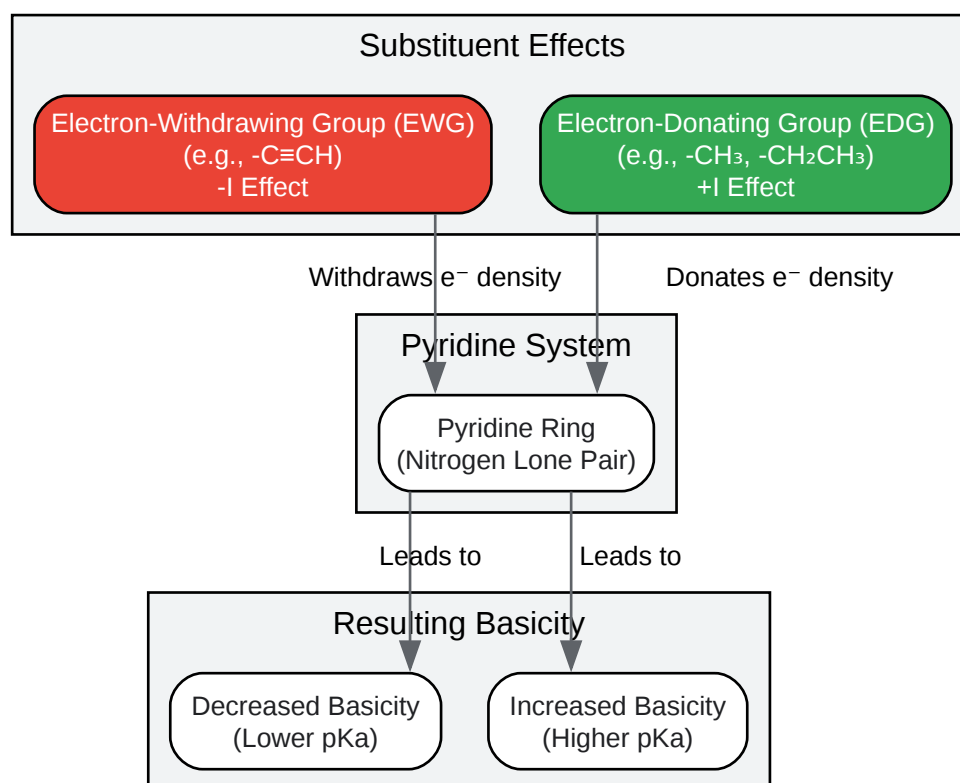 Substituent Effects
Electron-Withdrawing Group (EWG)
(e.g., -C≡CH)
-I Effect
Electron-Donating Group (EDG)
(e.g., -CH₃, -CH₂CH₃)
+I Effect
Withdraws e⁻ density
Donates e⁻ density
Pyridine System
Pyridine Ring
(Nitrogen Lone Pair)
Leads to
Leads to
Resulting Basicity
Decreased Basicity
(Lower pKa)
Increased Basicity
(Higher pKa)